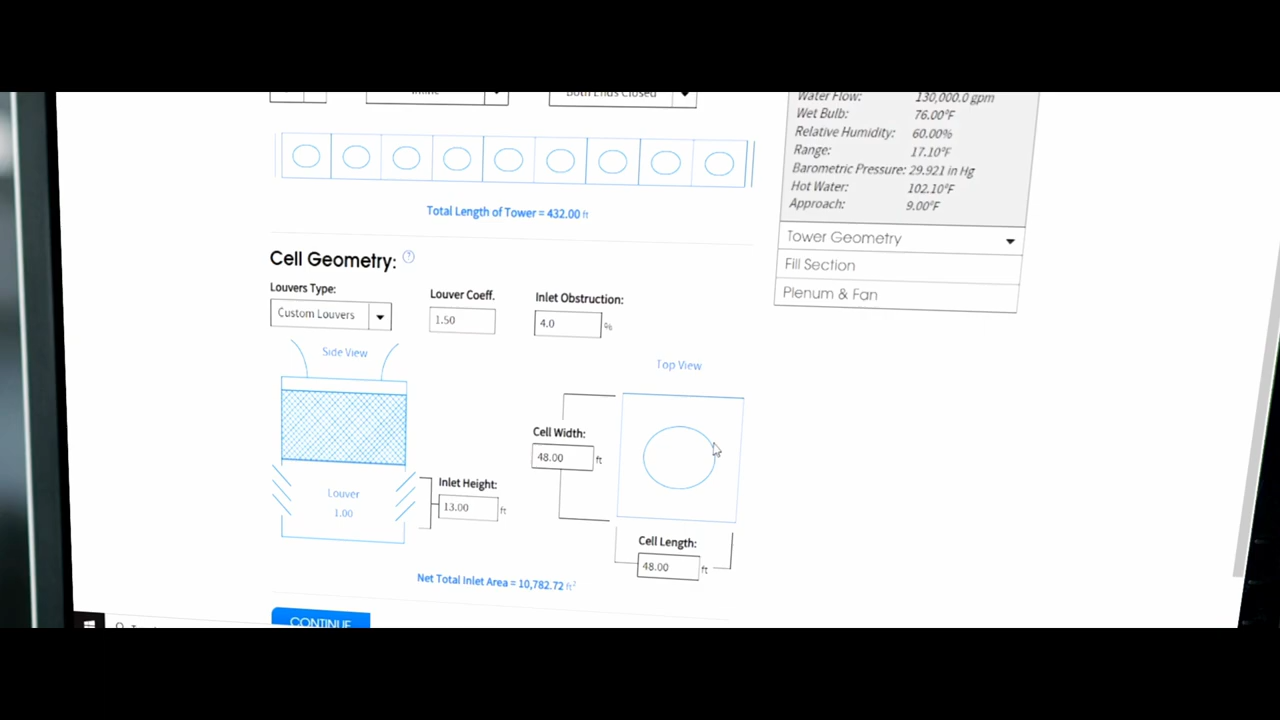 Inline
Both Ends Closed
Total Length of Tower = 432.00 ft
Cell Geometry: ?
Louvers Type:
Custom Louvers
Louver Coeff.
1.50
Inlet Obstruction:
4.0 %
Side View
Louver
1.00
Inlet Height:
13.00 ft
Top View
Cell Width:
48.00 ft
Cell Length:
48.00 ft
Net Total Inlet Area = 10,782.72 ft²
CONTINUE
Water Flow: 130,000.0 gpm
Wet Bulb: 76.00°F
Relative Humidity: 60.00%
Range: 17.10°F
Barometric Pressure: 29.921 in Hg
Hot Water: 102.10°F
Approach: 9.00°F
Tower Geometry
Fill Section
Plenum & Fan